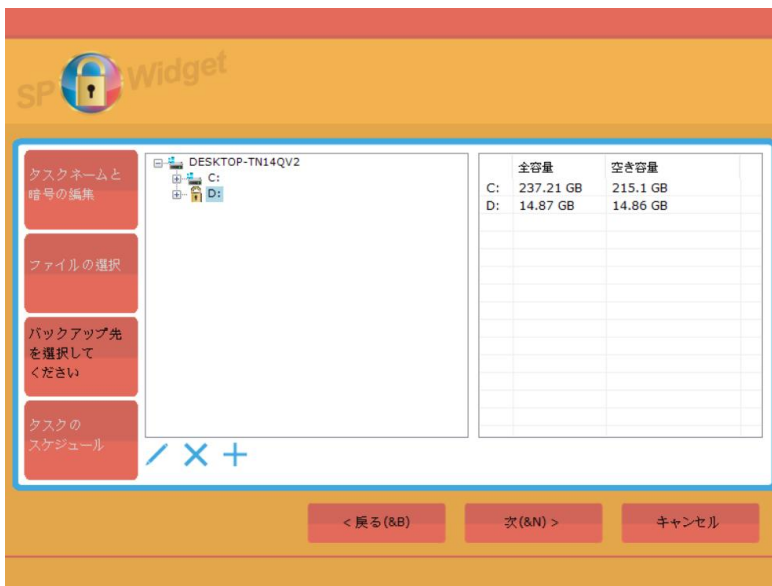 SP Widget
タスクネームと
暗号の編集
ファイルの選択
バックアップ先
を選択して
ください
タスクの
スケジュール
DESKTOP-TN14QV2
C:
D:
全容量 空き容量
C: 237.21 GB 215.1 GB
D: 14.87 GB 14.86 GB
< 戻る(&B) 次(&N) > キャンセル